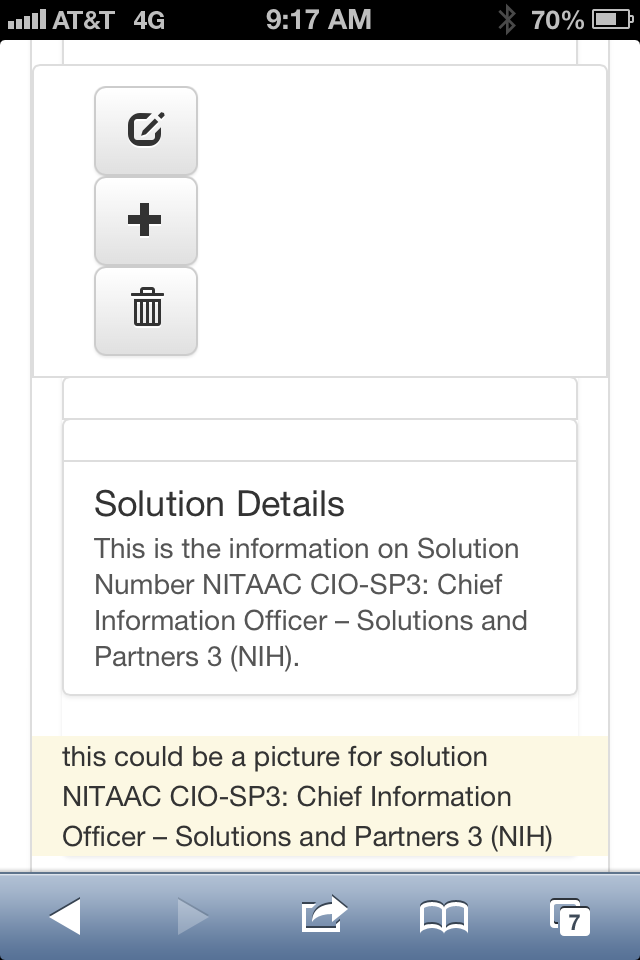 AT&T 4G 9:17 AM 70%
Solution Details
This is the information on Solution
Number NITAAC CIO-SP3: Chief
Information Officer – Solutions and
Partners 3 (NIH).
this could be a picture for solution
NITAAC CIO-SP3: Chief Information
Officer – Solutions and Partners 3 (NIH)
7